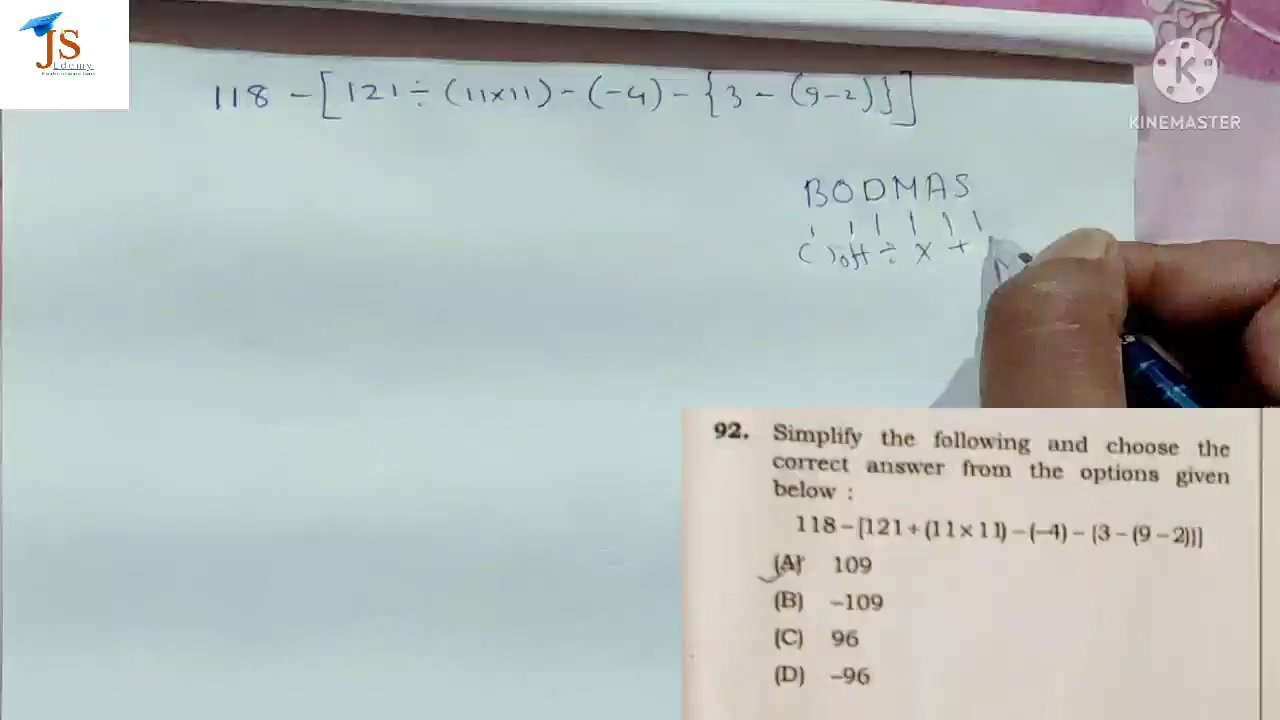 JS
Edemy
KINEMASTER
118 - [121 ÷ (11×11) - (-4) - {3 - (9-2)}]
BODMAS
( ) off ÷ × +
92. Simplify the following and choose the
correct answer from the options given
below :
118 – [121 ÷ (11 × 11) – (–4) – {3 – (9 – 2)}]
(A) 109
(B) –109
(C) 96
(D) –96